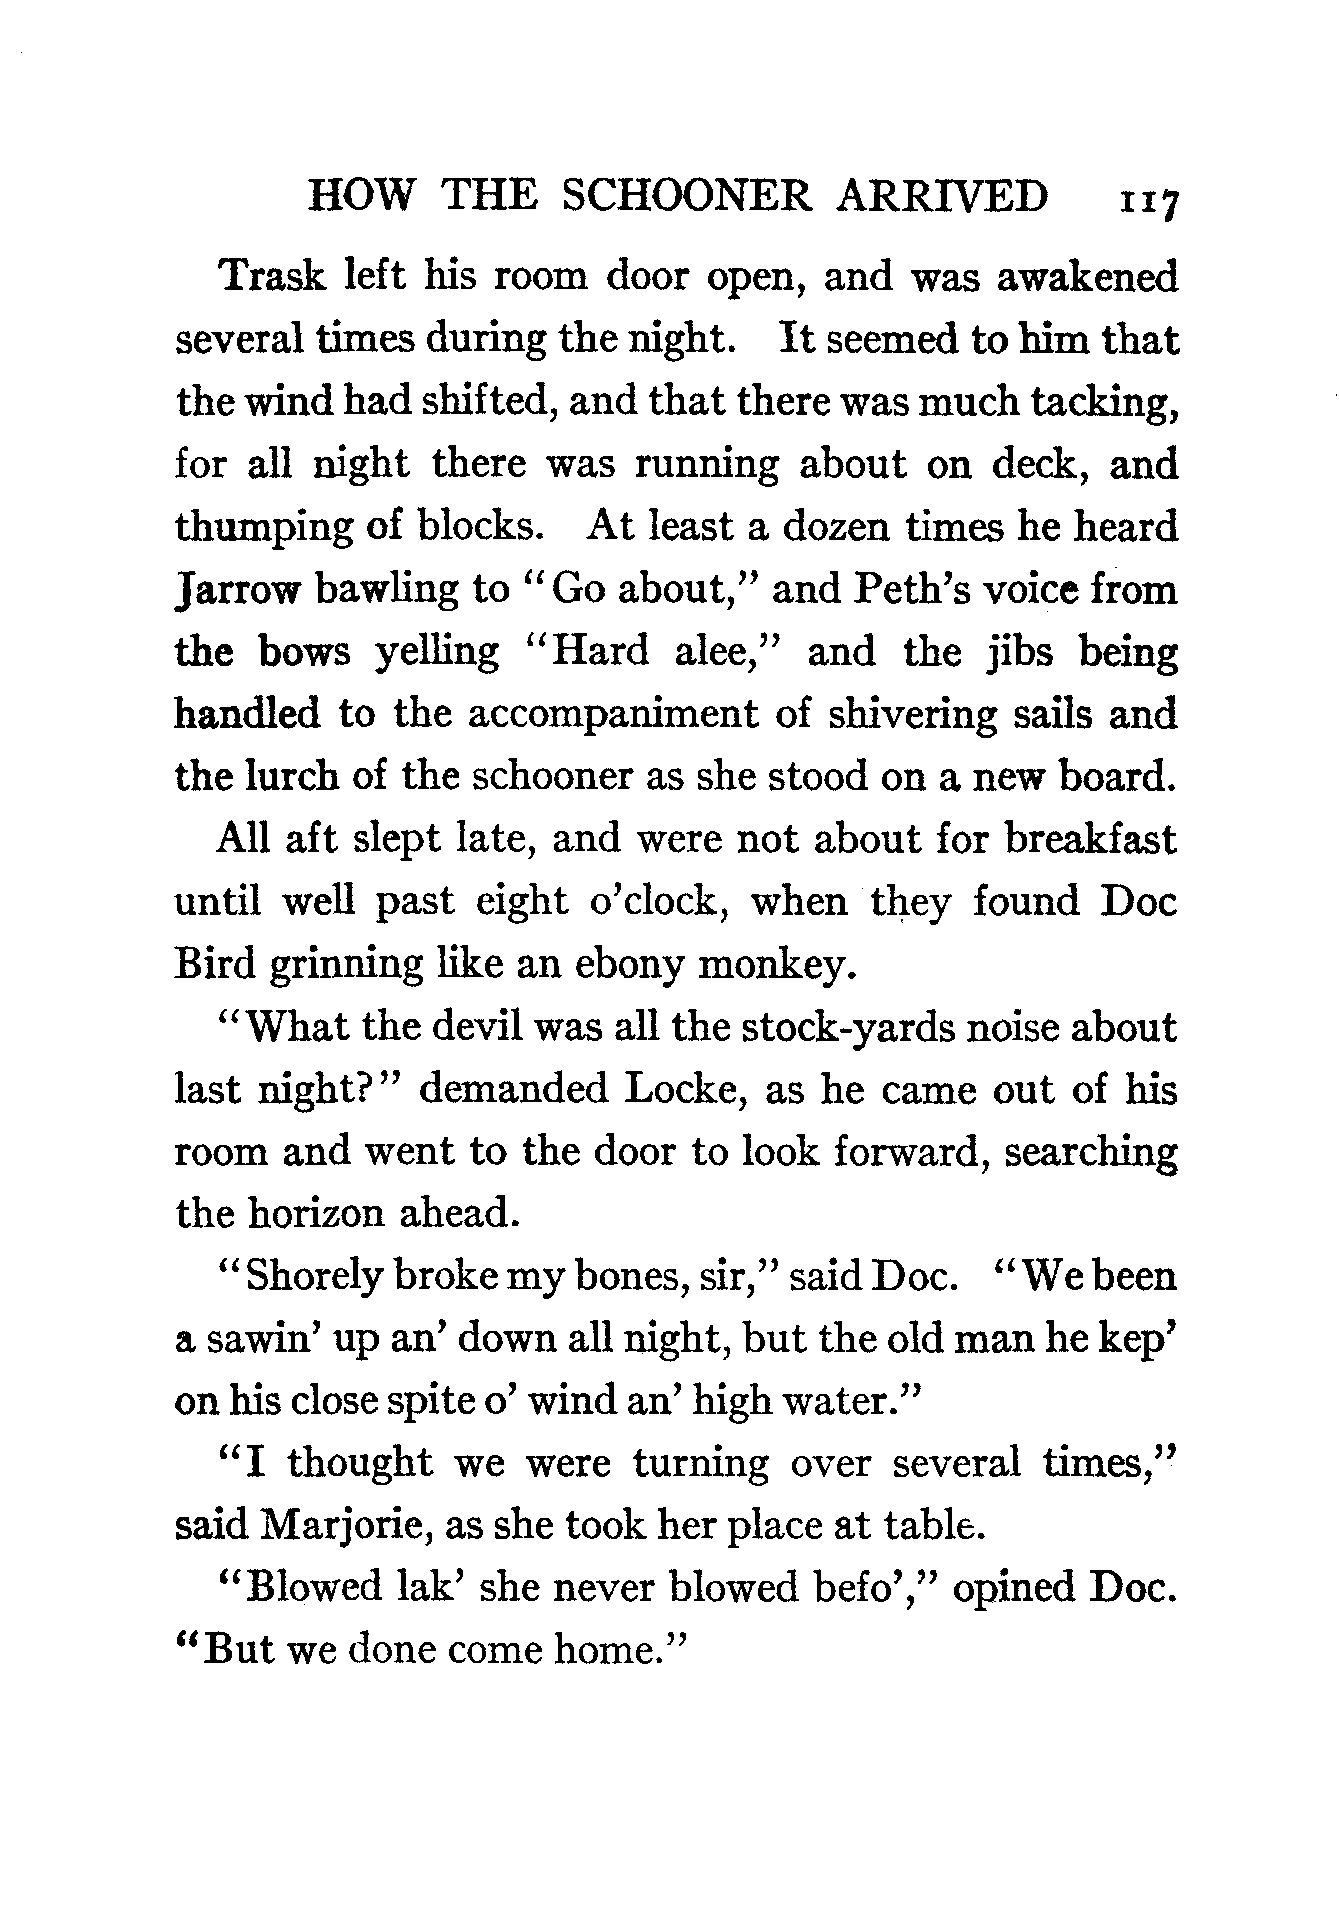 HOW THE SCHOONER ARRIVED 117
Trask left his room door open, and was awakened
several times during the night. It seemed to him that
the wind had shifted, and that there was much tacking,
for all night there was running about on deck, and
thumping of blocks. At least a dozen times he heard
Jarrow bawling to "Go about," and Peth's voice from
the bows yelling "Hard alee," and the jibs being
handled to the accompaniment of shivering sails and
the lurch of the schooner as she stood on a new board.
All aft slept late, and were not about for breakfast
until well past eight o'clock, when they found Doc
Bird grinning like an ebony monkey.
"What the devil was all the stock-yards noise about
last night?" demanded Locke, as he came out of his
room and went to the door to look forward, searching
the horizon ahead.
"Shorely broke my bones, sir," said Doc. "We been
a sawin' up an' down all night, but the old man he kep'
on his close spite o' wind an' high water."
"I thought we were turning over several times,"
said Marjorie, as she took her place at table.
"Blowed lak' she never blowed befo'," opined Doc.
"But we done come home."